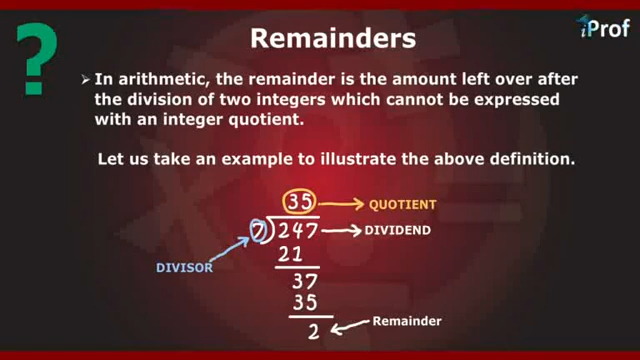 ?
Remainders
iProf
➢ In arithmetic, the remainder is the amount left over after
the division of two integers which cannot be expressed
with an integer quotient.
Let us take an example to illustrate the above definition.
35 → QUOTIENT
7)247 → DIVIDEND
DIVISOR
21
37
35
2 ← Remainder